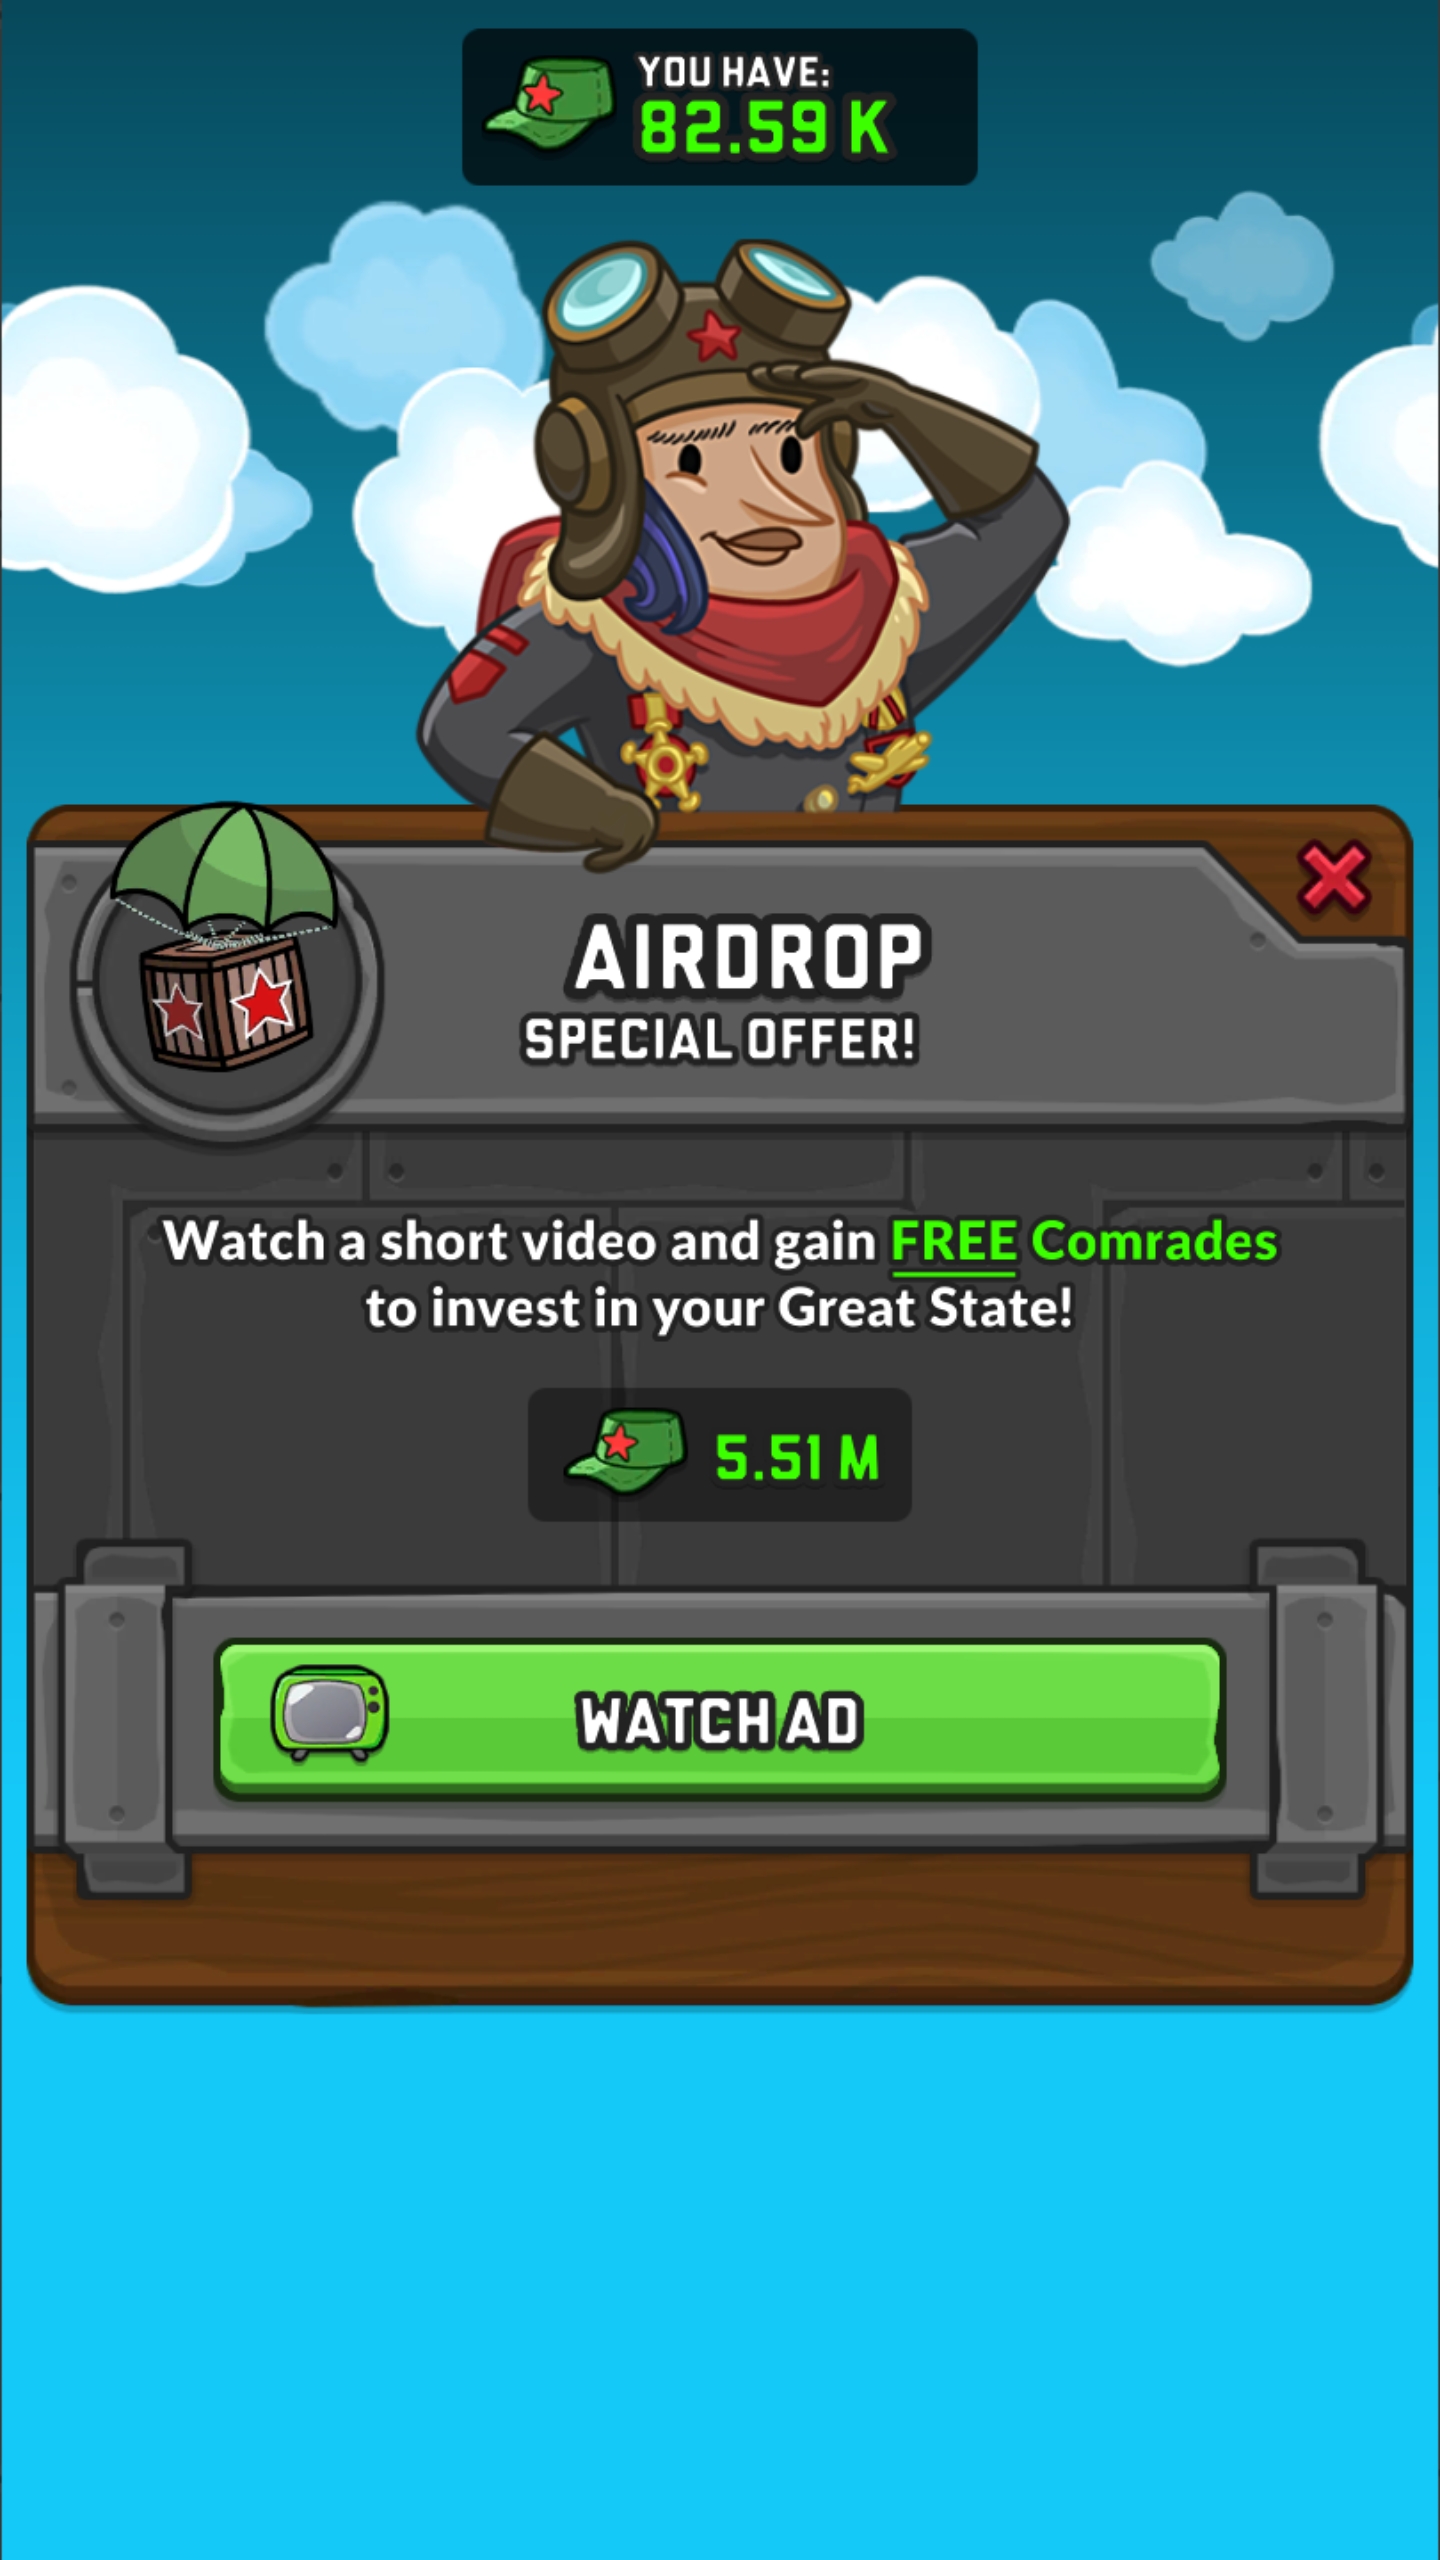 YOU HAVE:
82.59 K
AIRDROP
SPECIAL OFFER!
Watch a short video and gain FREE Comrades
to invest in your Great State!
5.51 M
WATCH AD